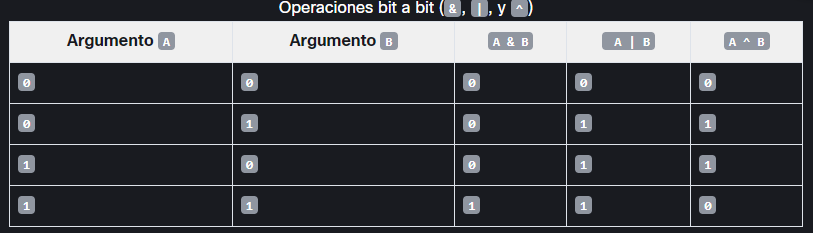 Operaciones bit a bit (&, |, y ^)
Argumento A Argumento B A & B A | B A ^ B
0 0 0 0 0
0 1 0 1 1
1 0 0 1 1
1 1 1 1 0